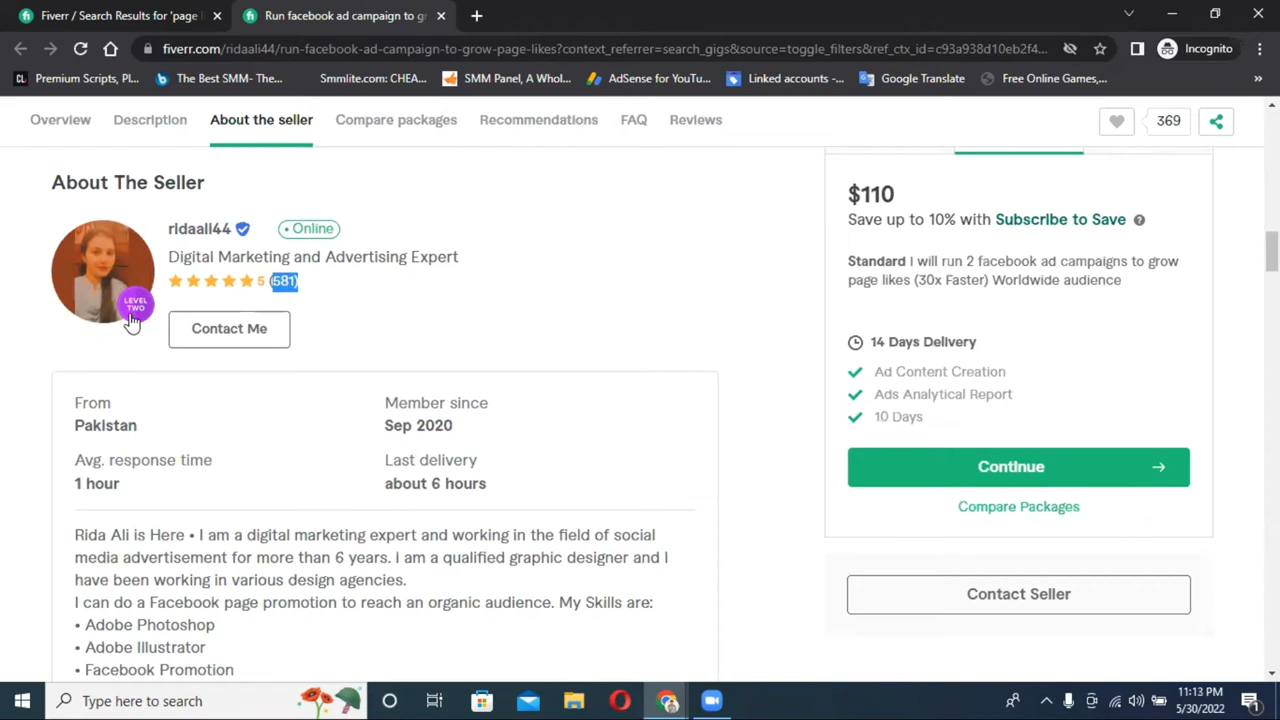 Fiverr / Search Results for 'page l
Run facebook ad campaign to gr
fiverr.com/ridaali44/run-facebook-ad-campaign-to-grow-page-likes?context_referrer=search_gigs&source=toggle_filters&ref_ctx_id=c93a938d10eb2f4...
Incognito
Premium Scripts, Pl...
The Best SMM- The...
Smmlite.com: CHEA...
SMM Panel, A Whol...
AdSense for YouTu...
Linked accounts -...
Google Translate
Free Online Games,...
Overview
Description
About the seller
Compare packages
Recommendations
FAQ
Reviews
369
About The Seller
ridaali44
• Online
Digital Marketing and Advertising Expert
5 (581)
LEVEL
TWO
Contact Me
From
Pakistan
Member since
Sep 2020
Avg. response time
1 hour
Last delivery
about 6 hours
Rida Ali is Here • I am a digital marketing expert and working in the field of social
media advertisement for more than 6 years. I am a qualified graphic designer and I
have been working in various design agencies.
I can do a Facebook page promotion to reach an organic audience. My Skills are:
• Adobe Photoshop
• Adobe Illustrator
• Facebook Promotion
$110
Save up to 10% with Subscribe to Save
Standard I will run 2 facebook ad campaigns to grow
page likes (30x Faster) Worldwide audience
14 Days Delivery
Ad Content Creation
Ads Analytical Report
10 Days
Continue
Compare Packages
Contact Seller
Type here to search
11:13 PM
5/30/2022